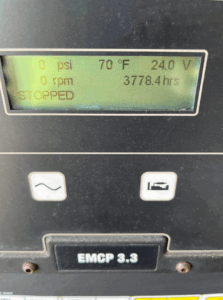 0 psi 70 °F 24.0 V
0 rpm 3778.4 hrs
STOPPED
EMCP 3.3